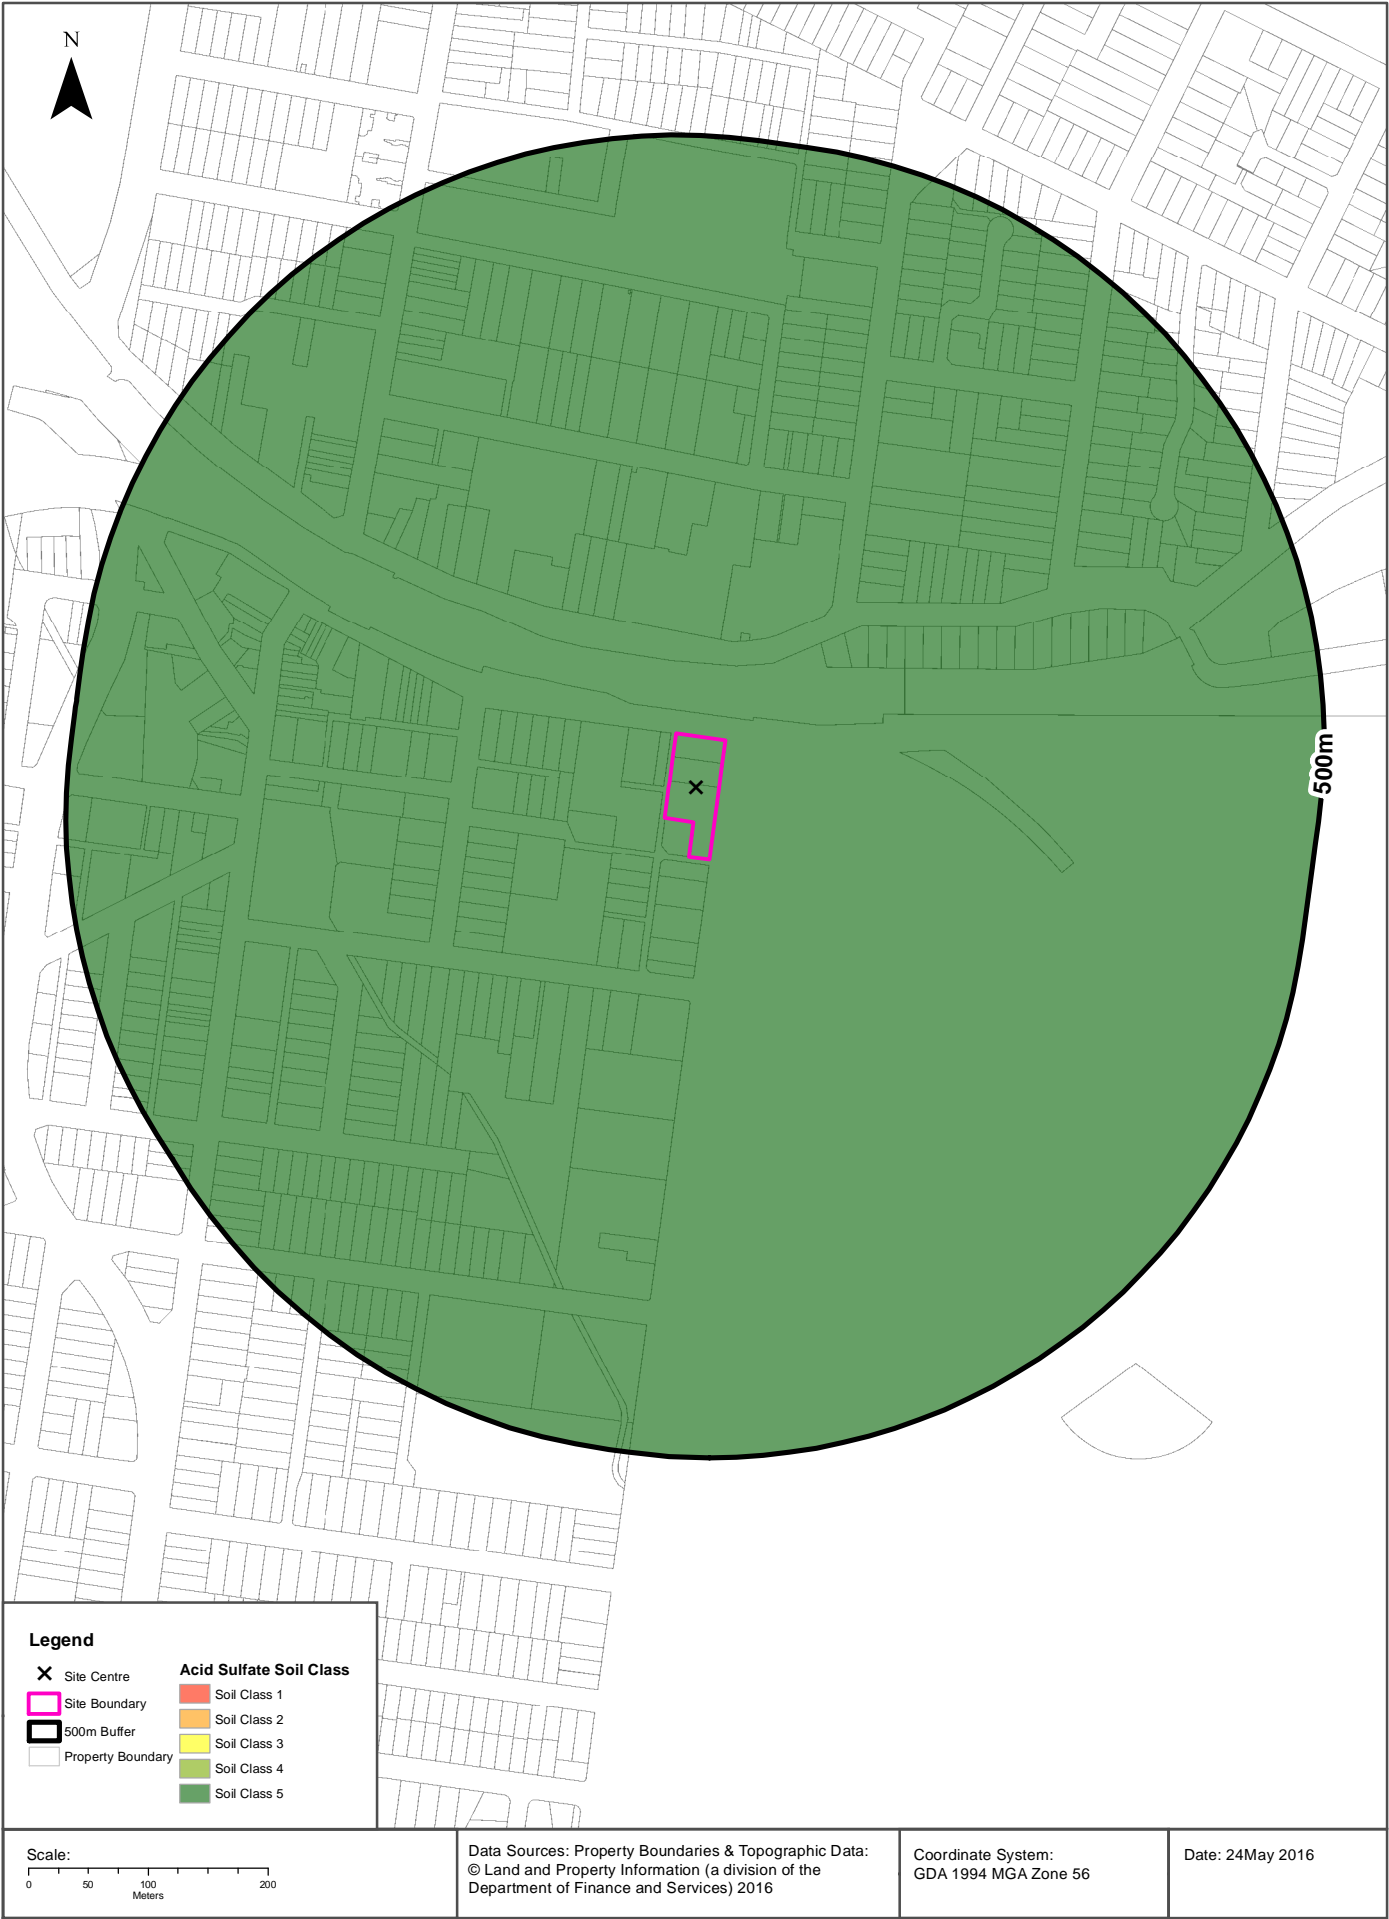 N
500m
Legend
Site Centre
Site Boundary
500m Buffer
Property Boundary
Acid Sulfate Soil Class
Soil Class 1
Soil Class 2
Soil Class 3
Soil Class 4
Soil Class 5
Scale:
0 50 100 200
Meters
Data Sources: Property Boundaries & Topographic Data:
© Land and Property Information (a division of the
Department of Finance and Services) 2016
Coordinate System:
GDA 1994 MGA Zone 56
Date: 24May 2016